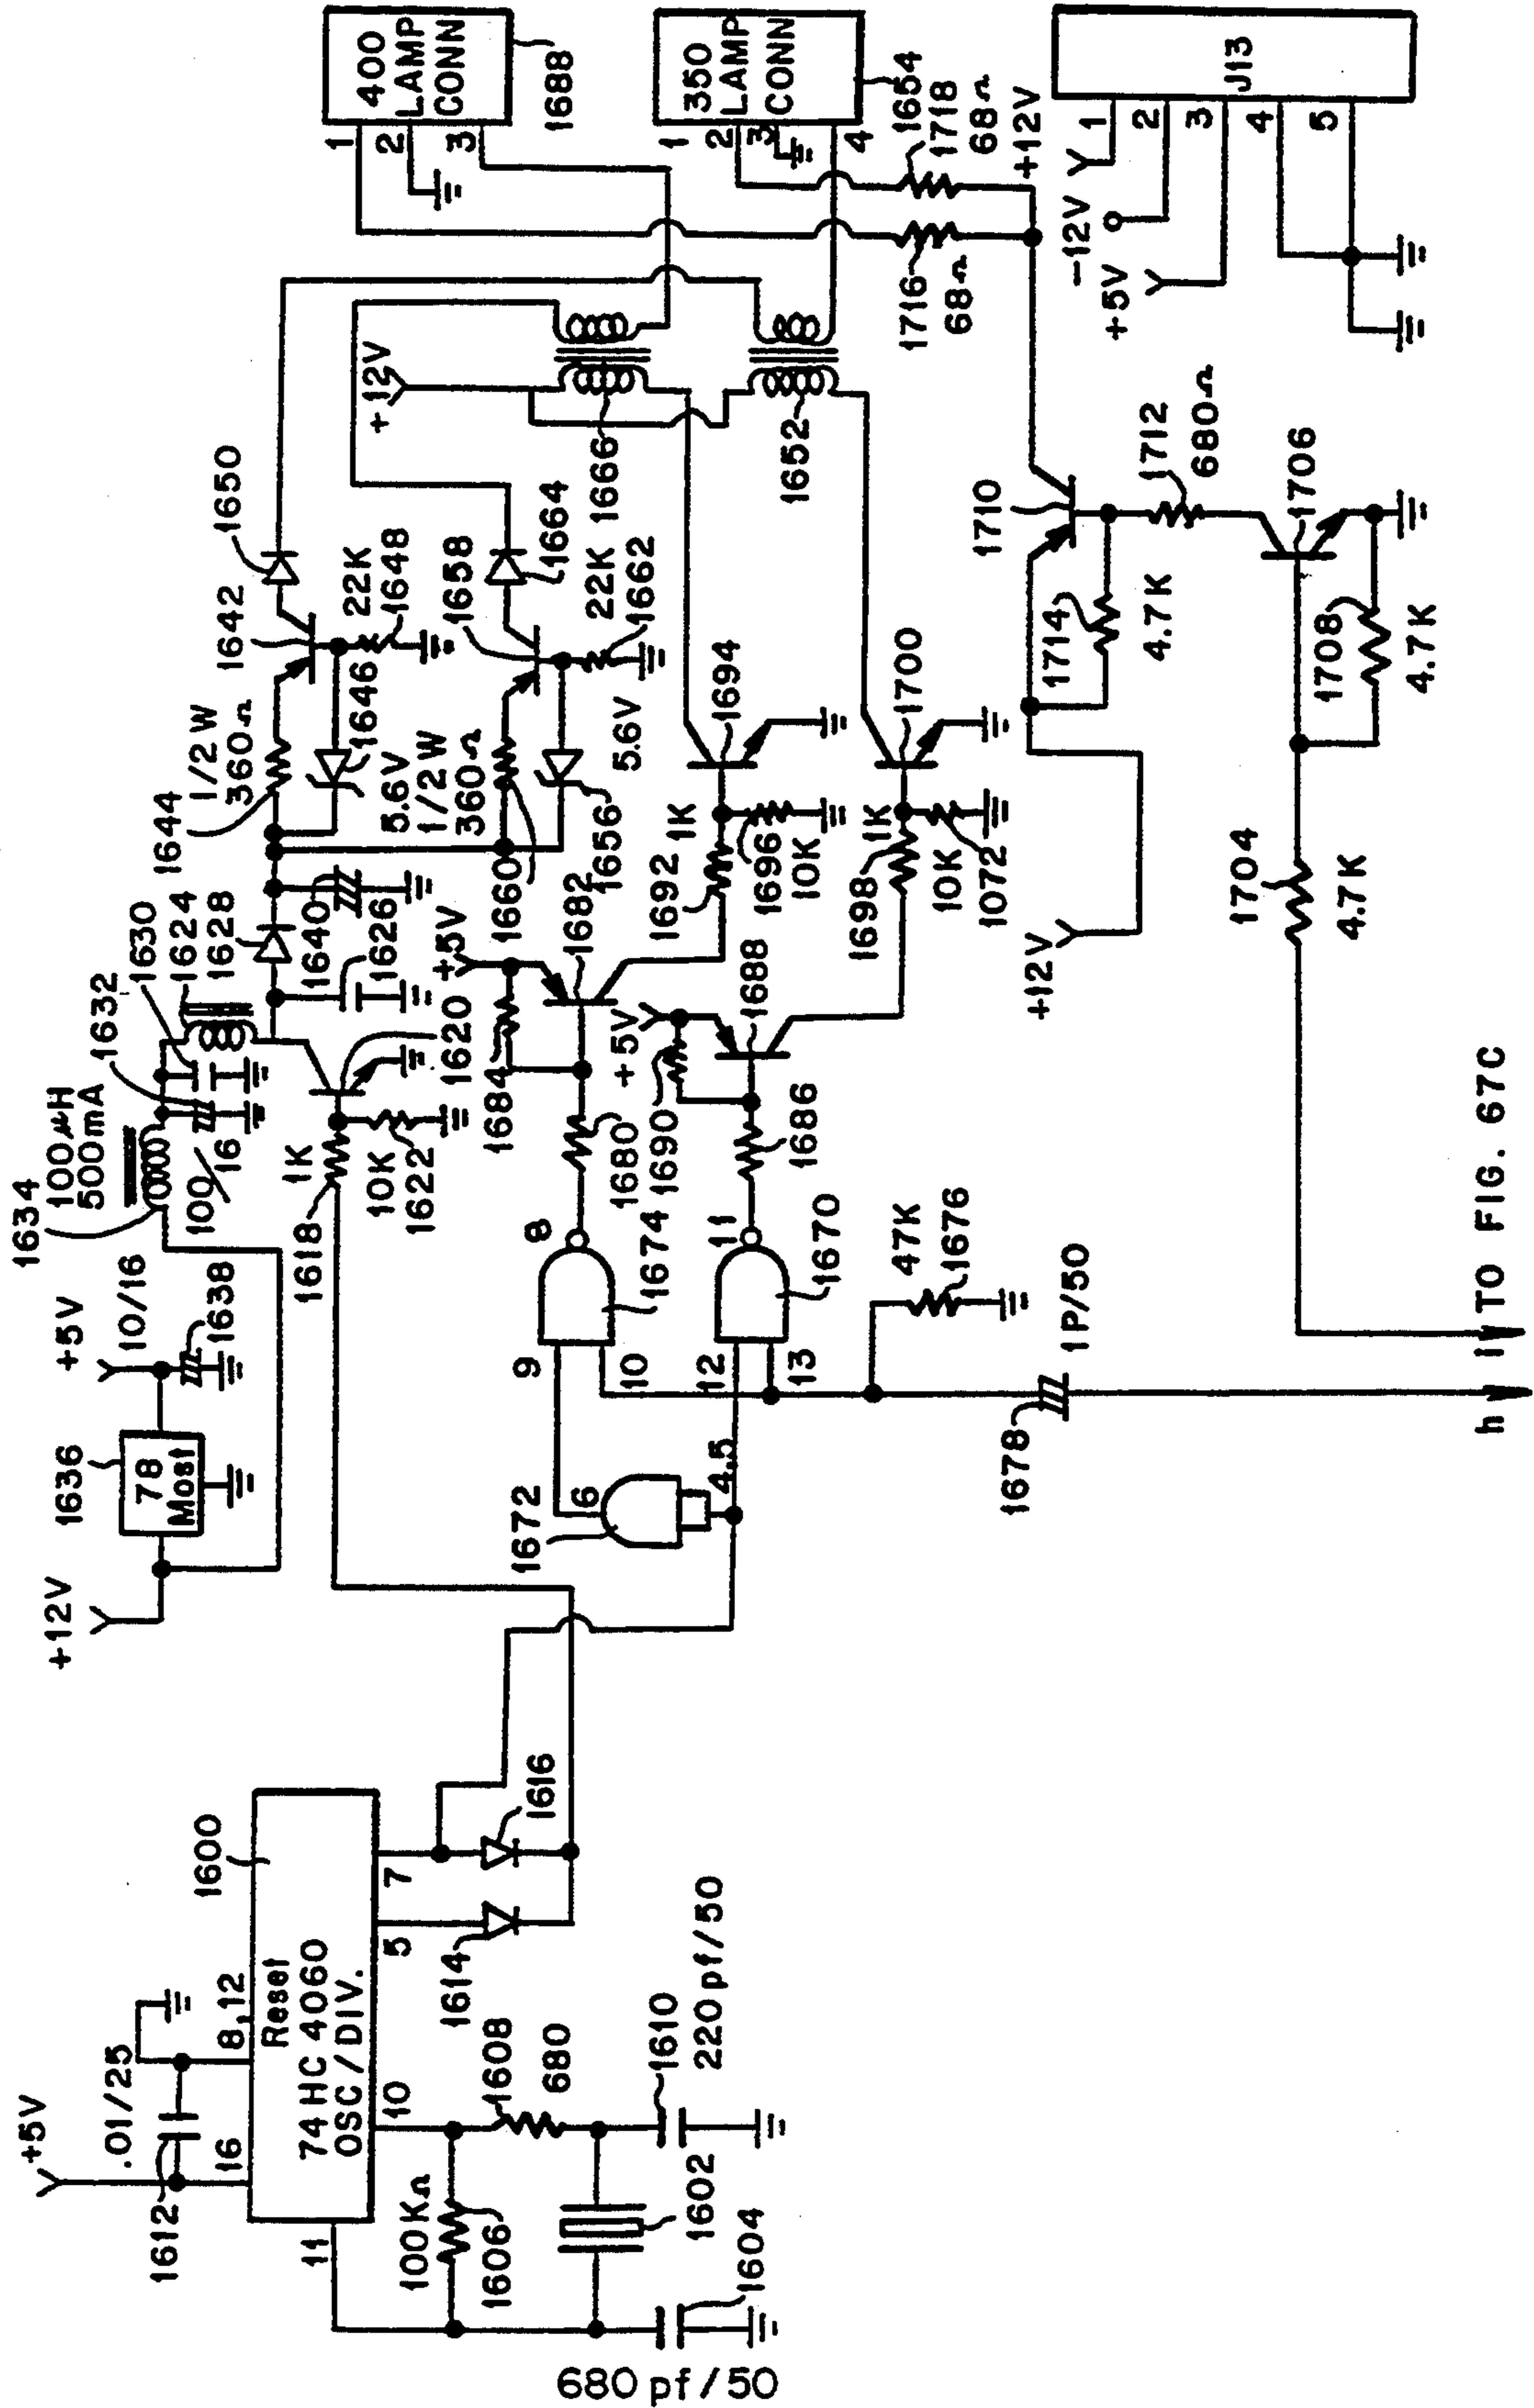 +5V
.01/25
1612
16
8,12
1600
Reset
74HC4060
OSC/DIV.
11
10
5
7
100KΩ
1606
1608
680
1614
1616
1602
1610
220pf/50
1604
680pf/50
+12V
1636
78
Most
+5V
10/16
1638
1634
100μH
500mA
100/16
1632
1630
1624
1628
1640
1626
1618
1K
10K
1622
1620
1644
1/2W
360Ω
1642
1650
1646
22K
1648
5.6V
1/2W
360Ω
1658
1664
22K
1662
1660
1656
5.6V
+5V
1682
1684
1680
+5V
1690
1688
1686
1672
6
4,5
9
10
8
1674
12
13
11
1670
47K
1676
1678
1P/50
1692
1K
1694
1696
10K
1698
1K
1700
10K
1072
+12V
1666
1652
400
LAMP
CONN
1
2
3
1688
350
LAMP
CONN
1
2
3
4
1654
1718
68Ω
+12V
1716
68Ω
J13
1
2
3
4
5
-12V
+5V
+12V
1710
1714
4.7K
1712
680Ω
1706
1708
4.7K
1704
4.7K
h
l
TO FIG. 67C